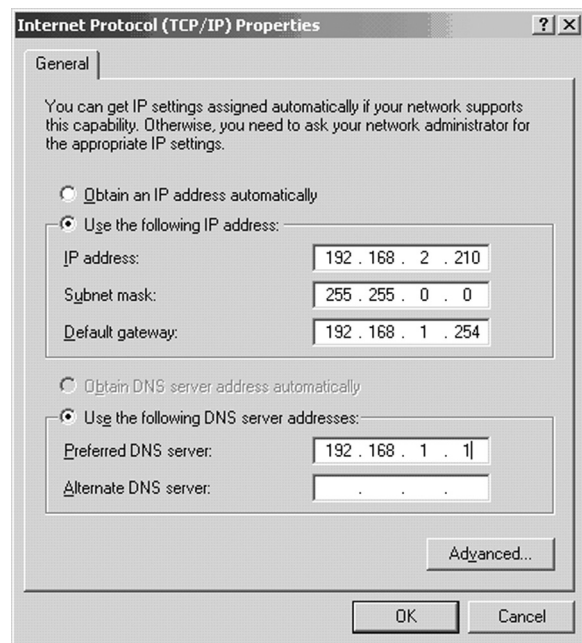 Internet Protocol (TCP/IP) Properties
General
You can get IP settings assigned automatically if your network supports
this capability. Otherwise, you need to ask your network administrator for
the appropriate IP settings.
Obtain an IP address automatically
Use the following IP address:
IP address: 192 . 168 . 2 . 210
Subnet mask: 255 . 255 . 0 . 0
Default gateway: 192 . 168 . 1 . 254
Obtain DNS server address automatically
Use the following DNS server addresses:
Preferred DNS server: 192 . 168 . 1 . 1
Alternate DNS server: . . .
Advanced...
OK Cancel